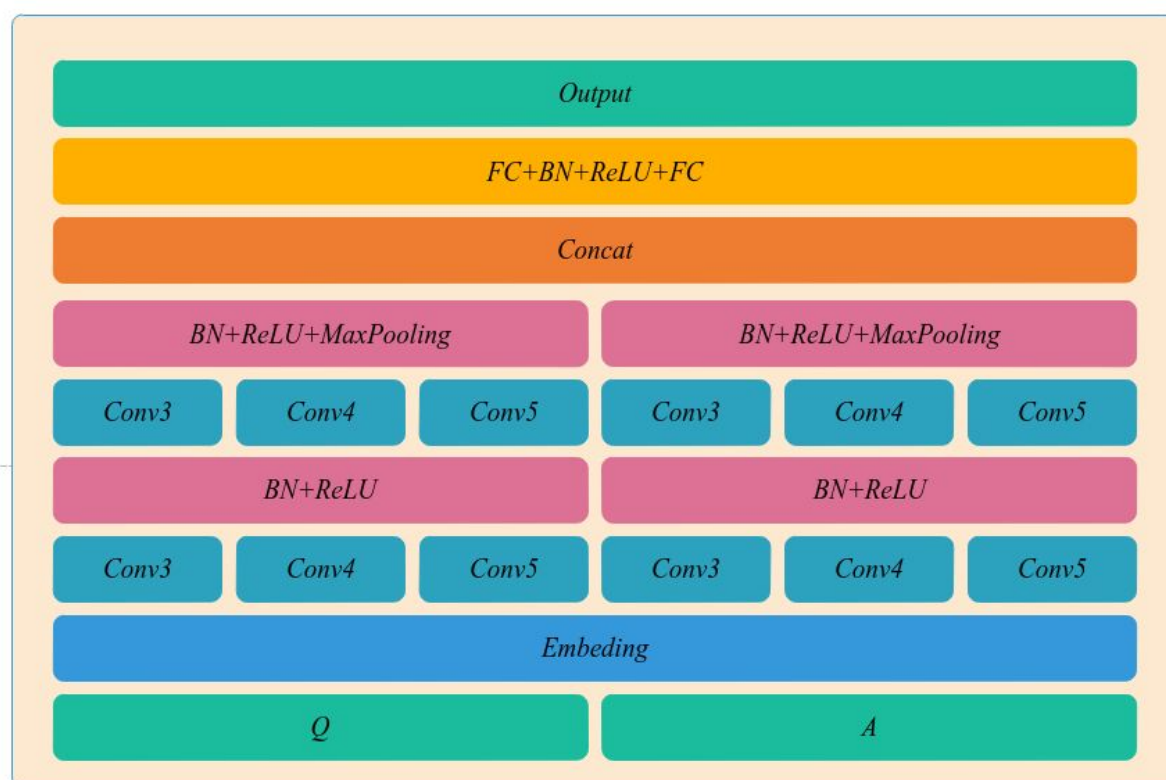 Output
FC+BN+ReLU+FC
Concat
BN+ReLU+MaxPooling BN+ReLU+MaxPooling
Conv3 Conv4 Conv5 Conv3 Conv4 Conv5
BN+ReLU BN+ReLU
Conv3 Conv4 Conv5 Conv3 Conv4 Conv5
Embeding
Q A